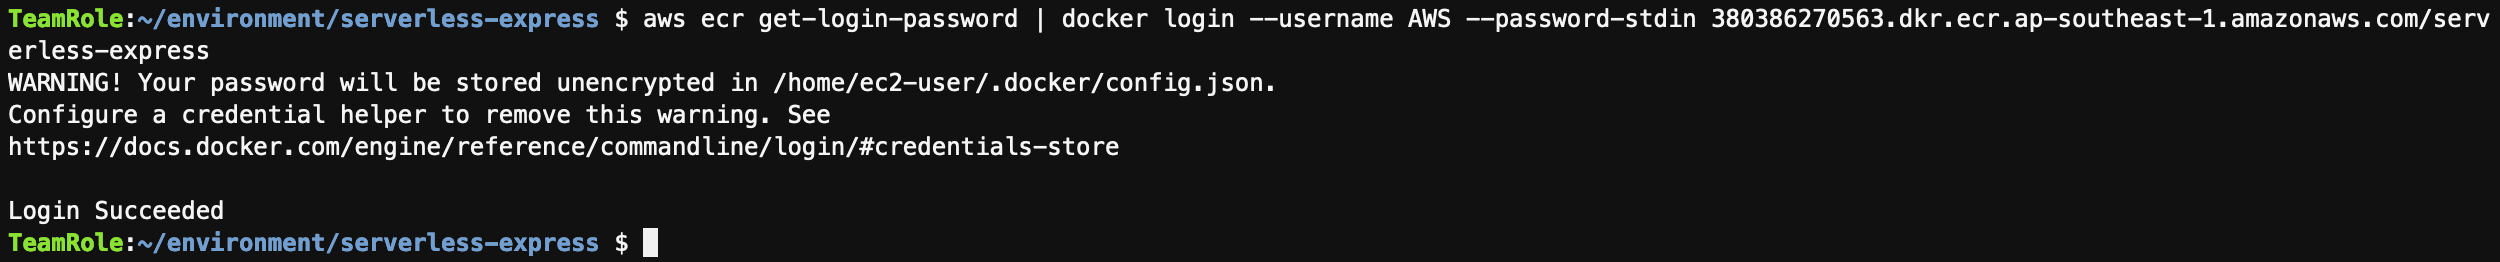 TeamRole:~/environment/serverless-express $ aws ecr get-login-password | docker login --username AWS --password-stdin 380386270563.dkr.ecr.ap-southeast-1.amazonaws.com/serv
erless-express
WARNING! Your password will be stored unencrypted in /home/ec2-user/.docker/config.json.
Configure a credential helper to remove this warning. See
https://docs.docker.com/engine/reference/commandline/login/#credentials-store
Login Succeeded
TeamRole:~/environment/serverless-express $